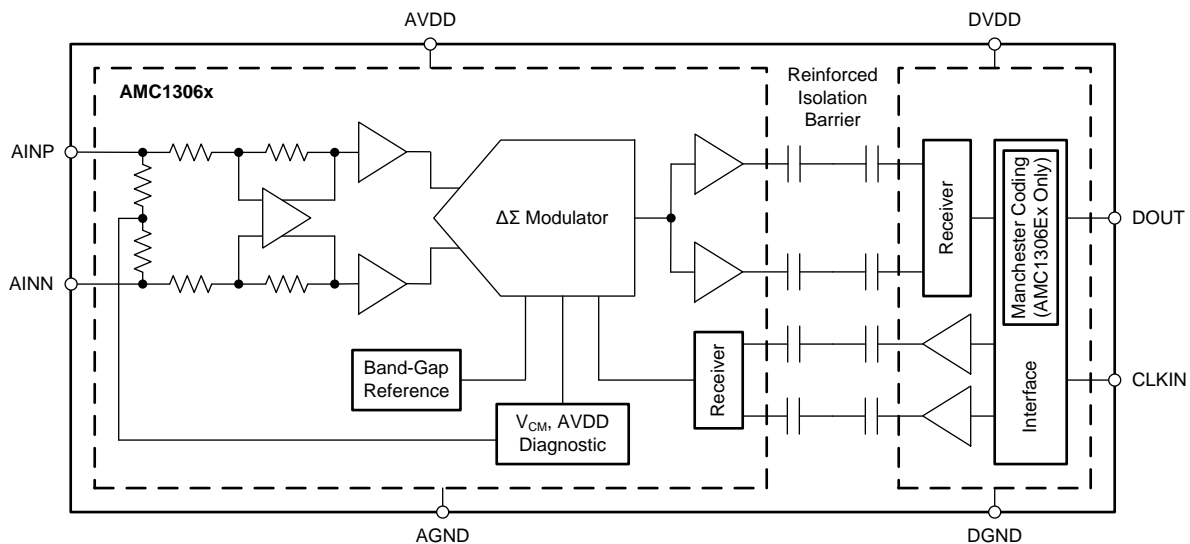 AVDD
DVDD
AMC1306x
Reinforced
Isolation
Barrier
AINP
AINN
ΔΣ Modulator
Receiver
Manchester Coding
(AMC1306Ex Only)
Interface
DOUT
CLKIN
Band-Gap
Reference
Receiver
VCM, AVDD
Diagnostic
AGND
DGND